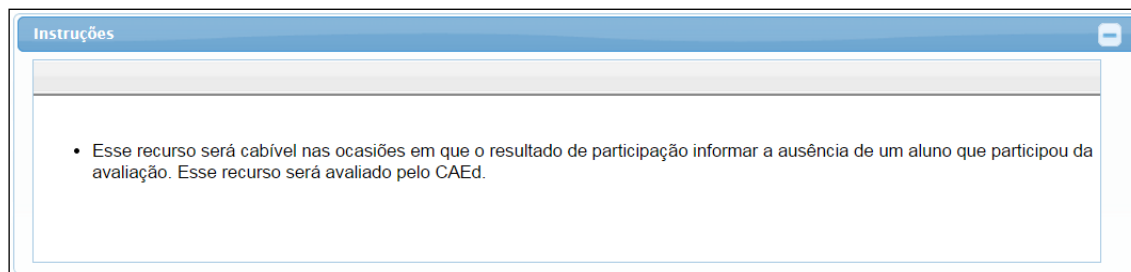 Instruções
• Esse recurso será cabível nas ocasiões em que o resultado de participação informar a ausência de um aluno que participou da
avaliação. Esse recurso será avaliado pelo CAEd.